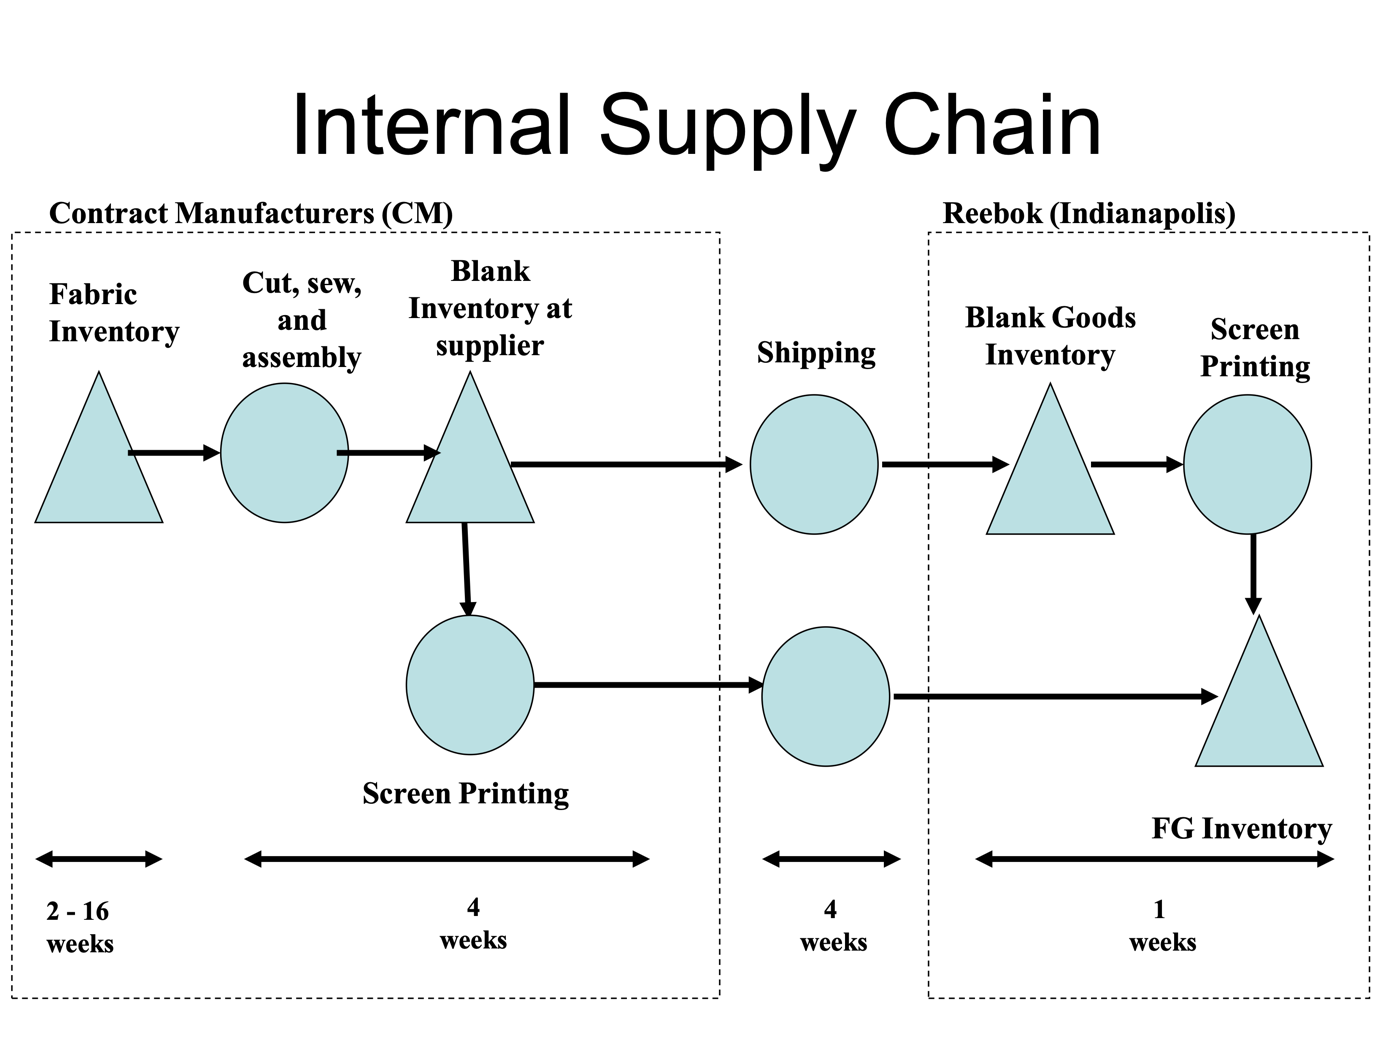 Internal Supply Chain
Contract Manufacturers (CM)
Reebok (Indianapolis)
Fabric
Inventory
Cut, sew,
and
assembly
Blank
Inventory at
supplier
Shipping
Blank Goods
Inventory
Screen
Printing
Screen Printing
FG Inventory
2 - 16
weeks
4
weeks
4
weeks
1
weeks